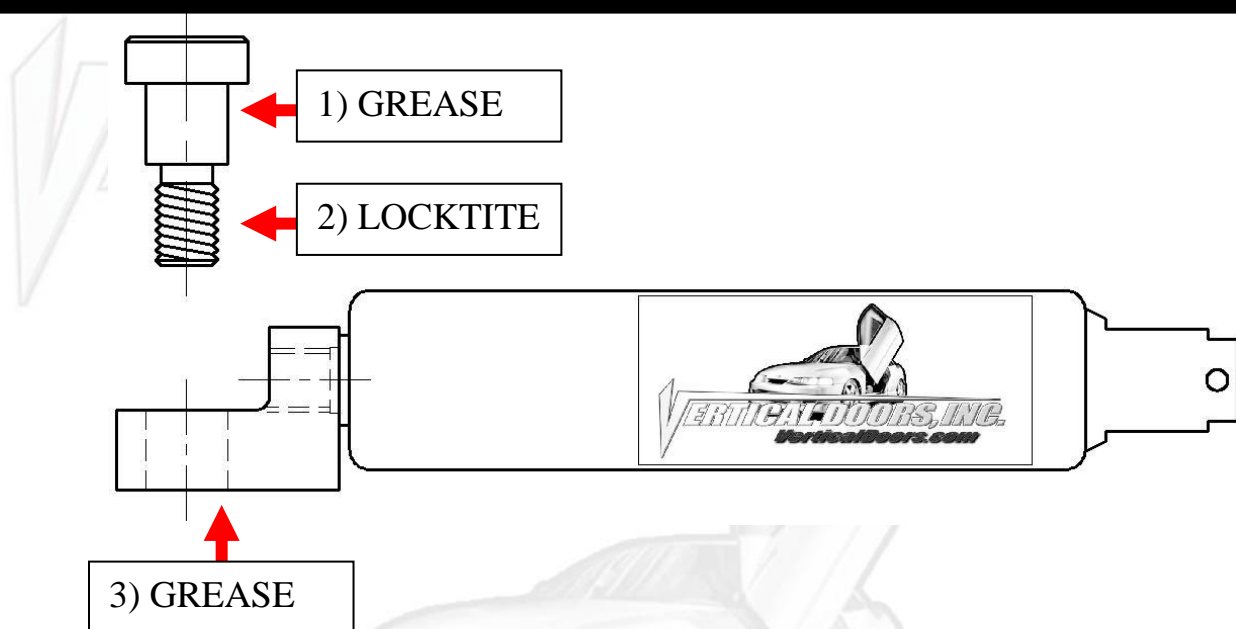 1) GREASE
2) LOCKTITE
VERTICAL DOORS, INC.
VerticalDoors.com
3) GREASE